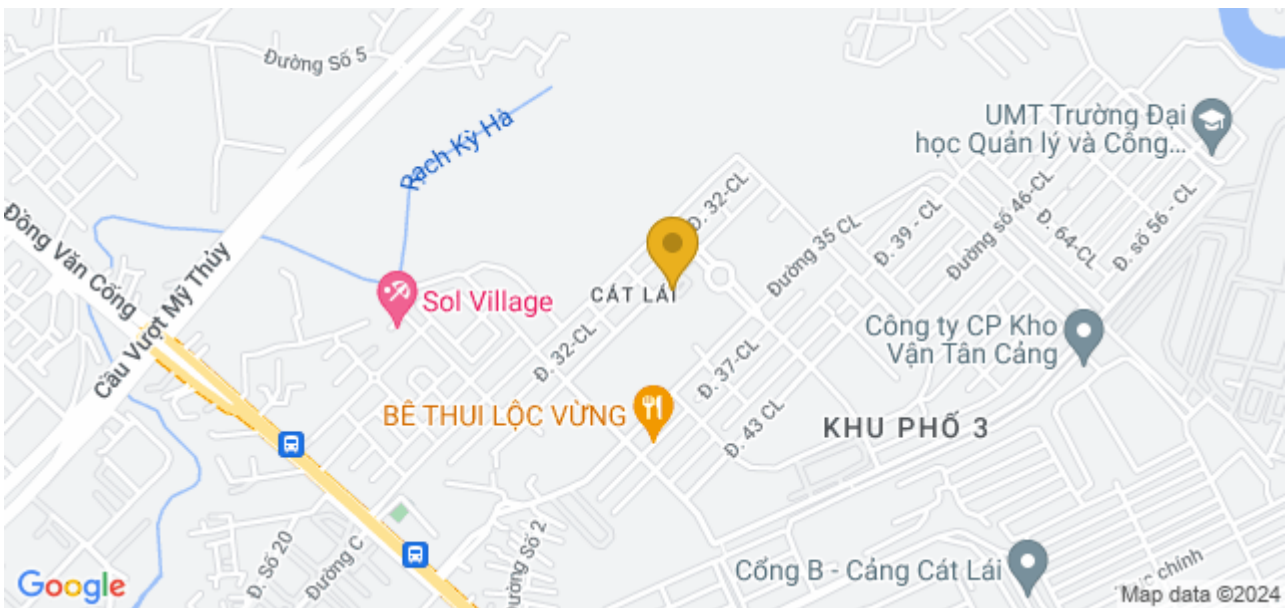 Đường Số 5
Rạch Kỳ Hà
UMT Trường Đại
học Quản lý và Công...
Đồng Văn Cống
Cầu Vượt Mỹ Thủy
Sol Village
CÁT LÁI
Đ. 32-CL
Đ. 32-CL
Đường 35 CL
Đ. 39 - CL
Đường số 46-CL
Đ. 64-CL
Đ. số 56 - CL
Công ty CP Kho
Vận Tân Cảng
Đ. 37-CL
BÊ THUI LỘC VỪNG
Đ. 43 CL
KHU PHỐ 3
Đ. Số 20
Đường C
Đường Số 2
Cổng B - Cảng Cát Lái
chính
Google
Map data ©2024